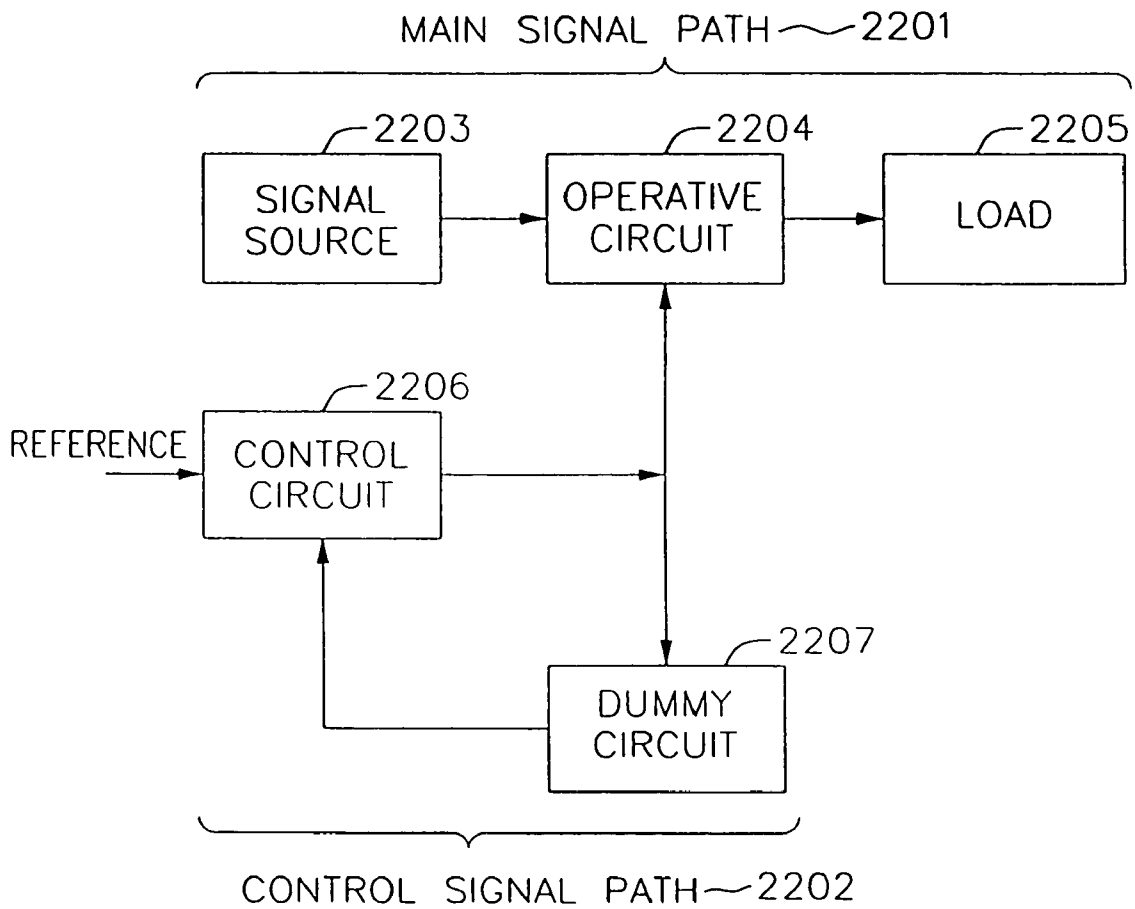 MAIN SIGNAL PATH 2201
2203
2204
2205
SIGNAL
SOURCE
OPERATIVE
CIRCUIT
LOAD
2206
REFERENCE
CONTROL
CIRCUIT
2207
DUMMY
CIRCUIT
CONTROL SIGNAL PATH 2202